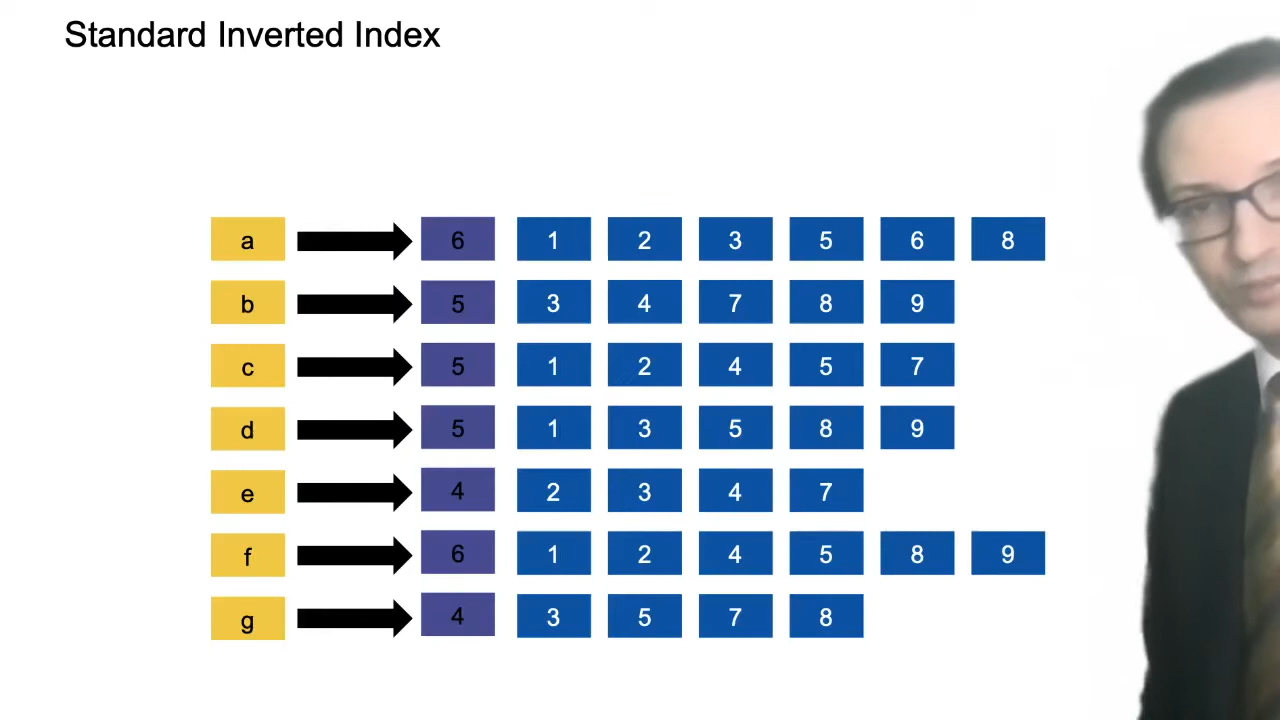 Standard Inverted Index
a 6 1 2 3 5 6 8
b 5 3 4 7 8 9
c 5 1 2 4 5 7
d 5 1 3 5 8 9
e 4 2 3 4 7
f 6 1 2 4 5 8 9
g 4 3 5 7 8